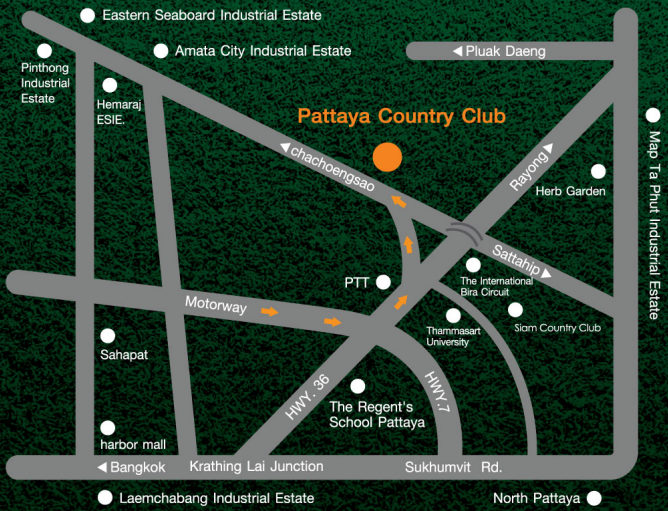 Eastern Seaboard Industrial Estate
Amata City Industrial Estate
◄ Pluak Daeng
Pinthong
Industrial
Estate
Hemaraj
ESIE.
Pattaya Country Club
◄ chachoengsao
Rayong ►
Map Ta Phut Industrial Estate
Herb Garden
Sattahip ►
PTT
The International
Bira Circuit
Motorway
Thammasart
University
Siam Country Club
Sahapat
HWY. 36
HWY.7
The Regent's
School Pattaya
harbor mall
◄ Bangkok
Krathing Lai Junction
Sukhumvit Rd.
Laemchabang Industrial Estate
North Pattaya